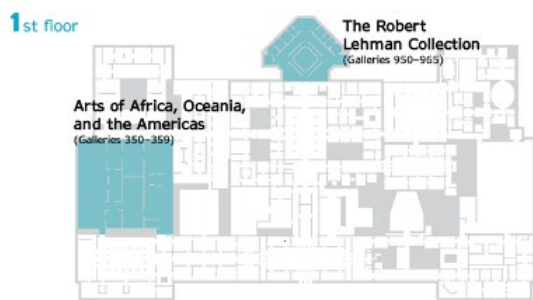 1st floor
The Robert
Lehman Collection
(Galleries 950–965)
Arts of Africa, Oceania,
and the Americas
(Galleries 350–359)